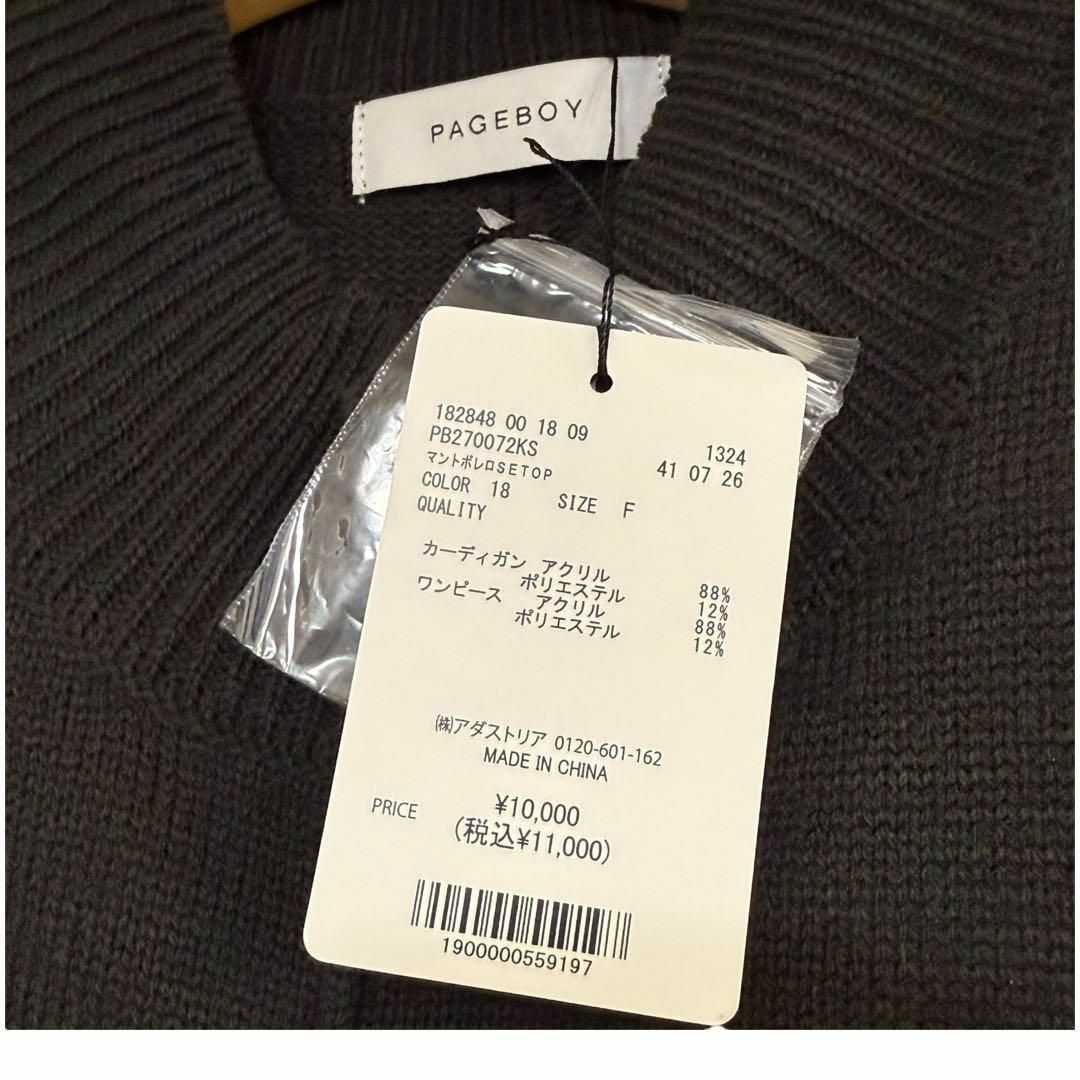 PAGEBOY
182848 00 18 09
PB270072KS 1324
マントボレロSETOP 41 07 26
COLOR 18 SIZE F
QUALITY
カーディガン アクリル 88%
ポリエステル 12%
ワンピース アクリル 88%
ポリエステル 12%
㈱アダストリア 0120-601-162
MADE IN CHINA
PRICE ¥10,000
(税込¥11,000)
1900000559197